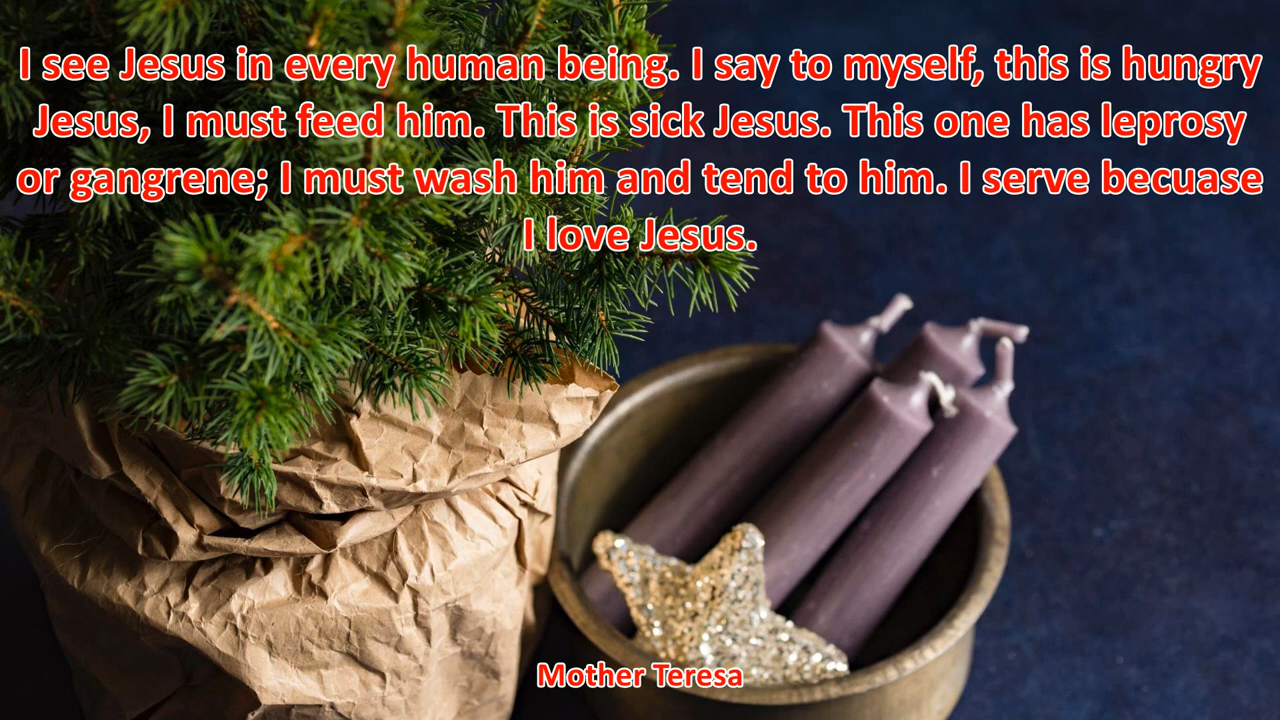 I see Jesus in every human being. I say to myself, this is hungry
Jesus, I must feed him. This is sick Jesus. This one has leprosy
or gangrene; I must wash him and tend to him. I serve becuase
I love Jesus.
Mother Teresa